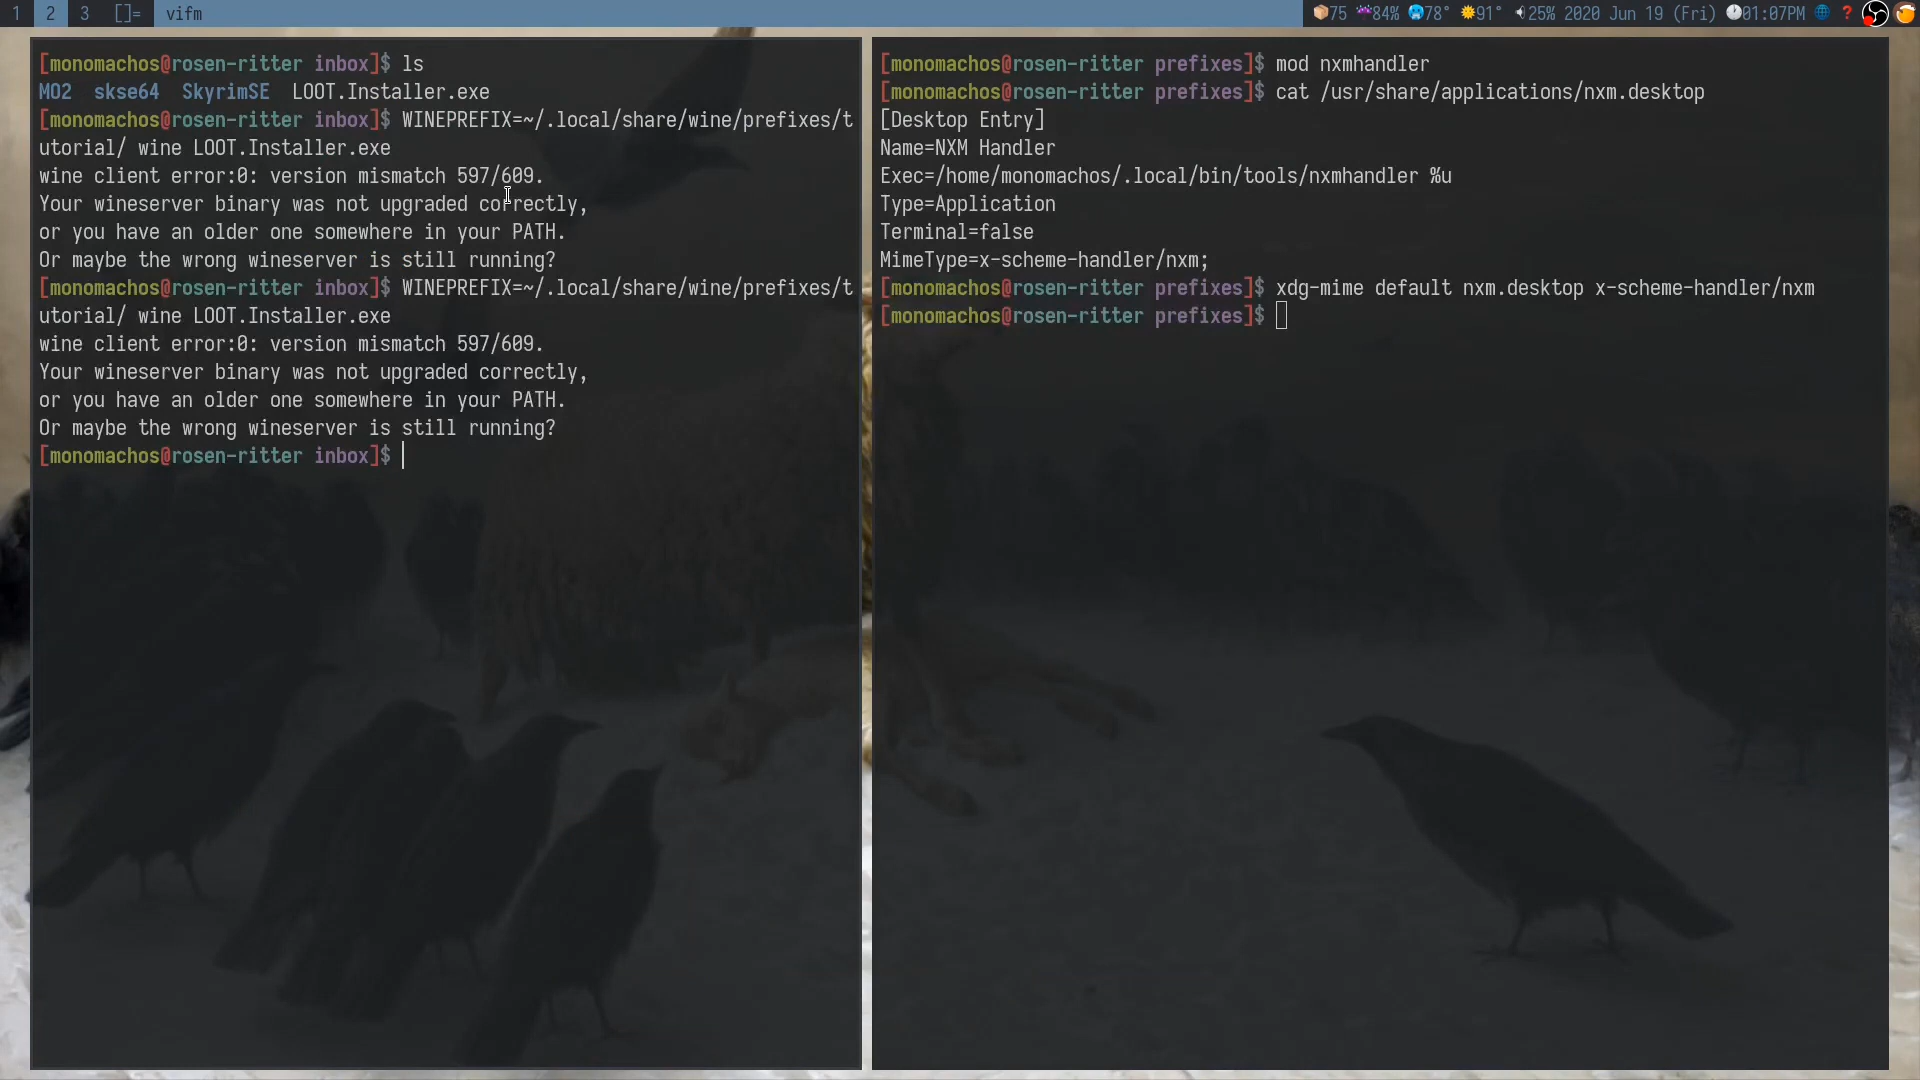 1 2 3 []= vifm
75 84% 78° 91° 25% 2020 Jun 19 (Fri) 01:07PM ?
[monomachos@rosen-ritter inbox]$ ls
MO2 skse64 SkyrimSE LOOT.Installer.exe
[monomachos@rosen-ritter inbox]$ WINEPREFIX=~/.local/share/wine/prefixes/t
utorial/ wine LOOT.Installer.exe
wine client error:0: version mismatch 597/609.
Your wineserver binary was not upgraded correctly,
or you have an older one somewhere in your PATH.
Or maybe the wrong wineserver is still running?
[monomachos@rosen-ritter inbox]$ WINEPREFIX=~/.local/share/wine/prefixes/t
utorial/ wine LOOT.Installer.exe
wine client error:0: version mismatch 597/609.
Your wineserver binary was not upgraded correctly,
or you have an older one somewhere in your PATH.
Or maybe the wrong wineserver is still running?
[monomachos@rosen-ritter inbox]$
[monomachos@rosen-ritter prefixes]$ mod nxmhandler
[monomachos@rosen-ritter prefixes]$ cat /usr/share/applications/nxm.desktop
[Desktop Entry]
Name=NXM Handler
Exec=/home/monomachos/.local/bin/tools/nxmhandler %u
Type=Application
Terminal=false
MimeType=x-scheme-handler/nxm;
[monomachos@rosen-ritter prefixes]$ xdg-mime default nxm.desktop x-scheme-handler/nxm
[monomachos@rosen-ritter prefixes]$